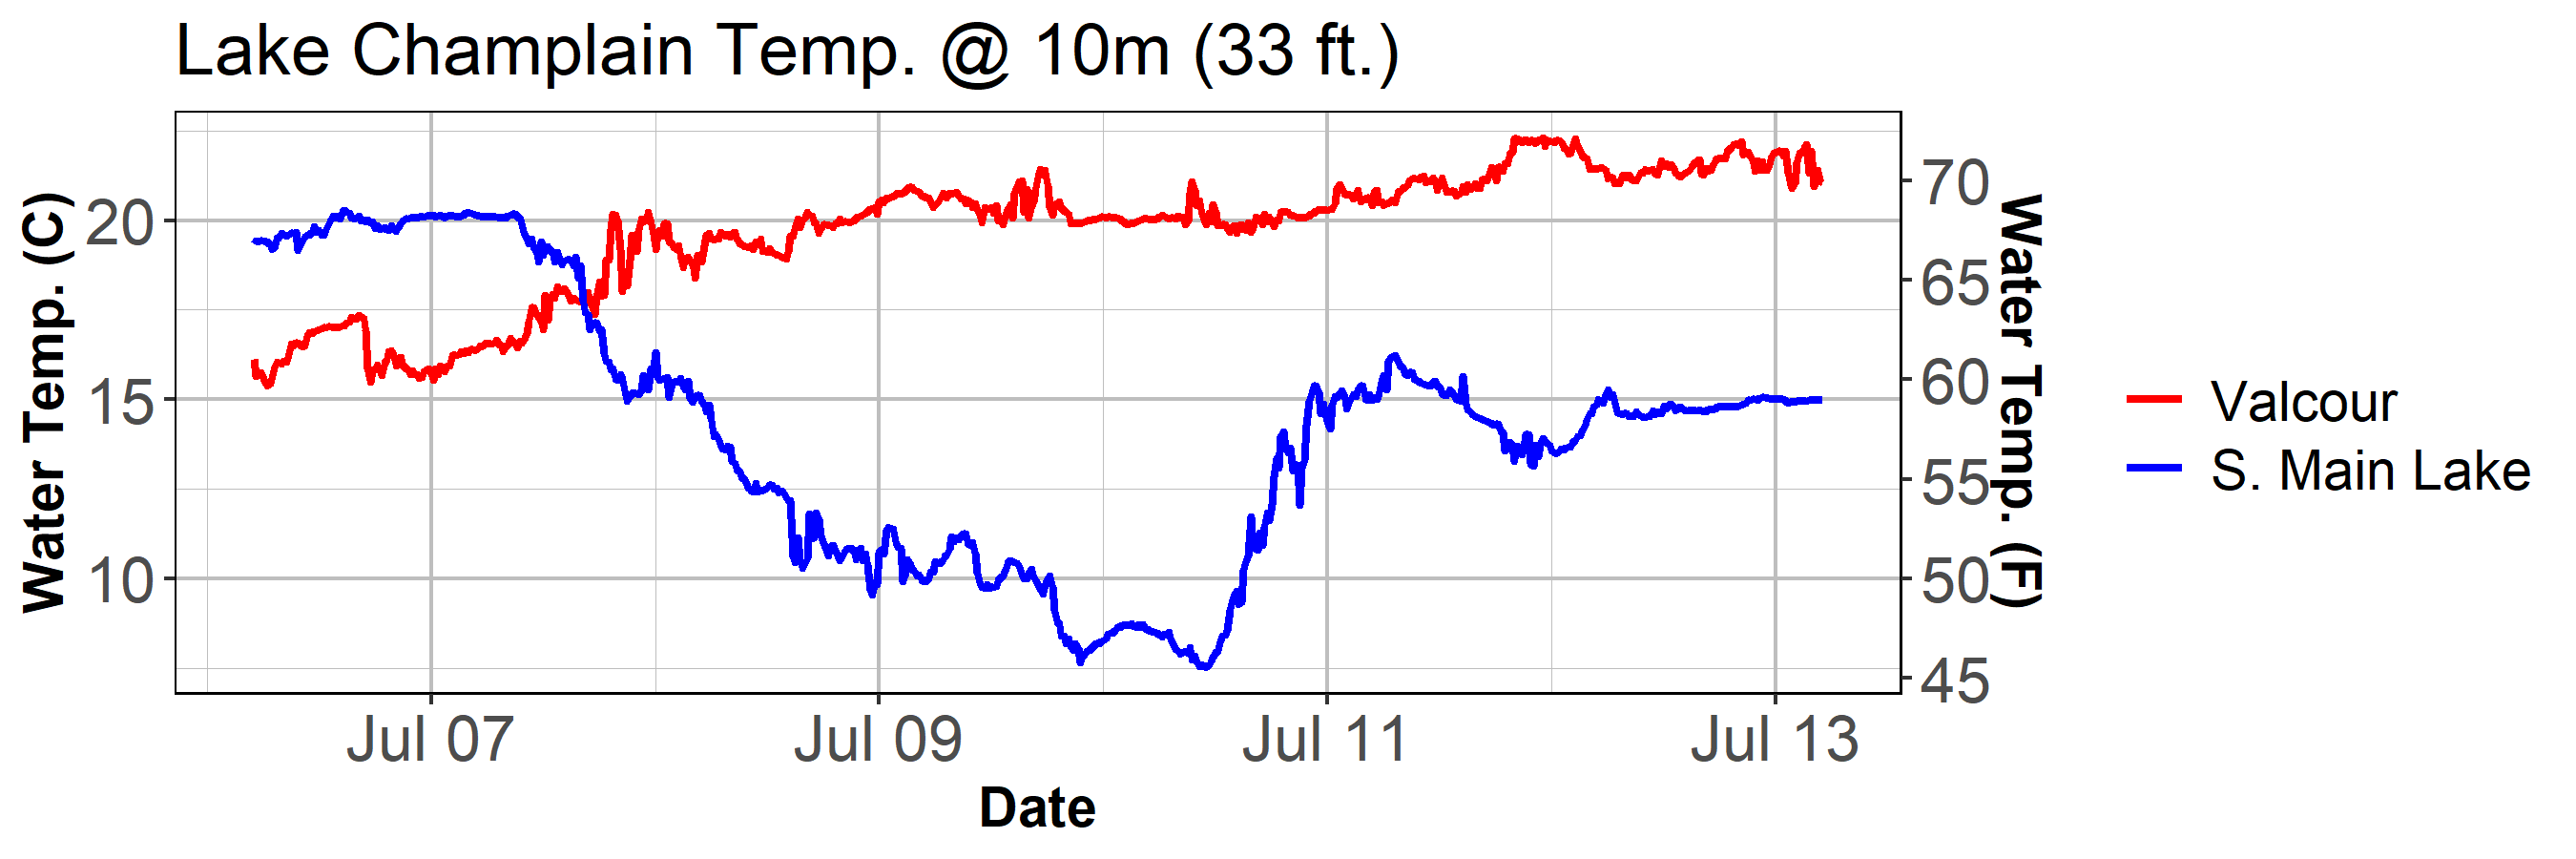 Lake Champlain Temp. @ 10m (33 ft.)
Water Temp. (C)
20
15
10
70
65
60
55
50
45
Water Temp. (F)
Jul 07
Jul 09
Jul 11
Jul 13
Date
Valcour
S. Main Lake